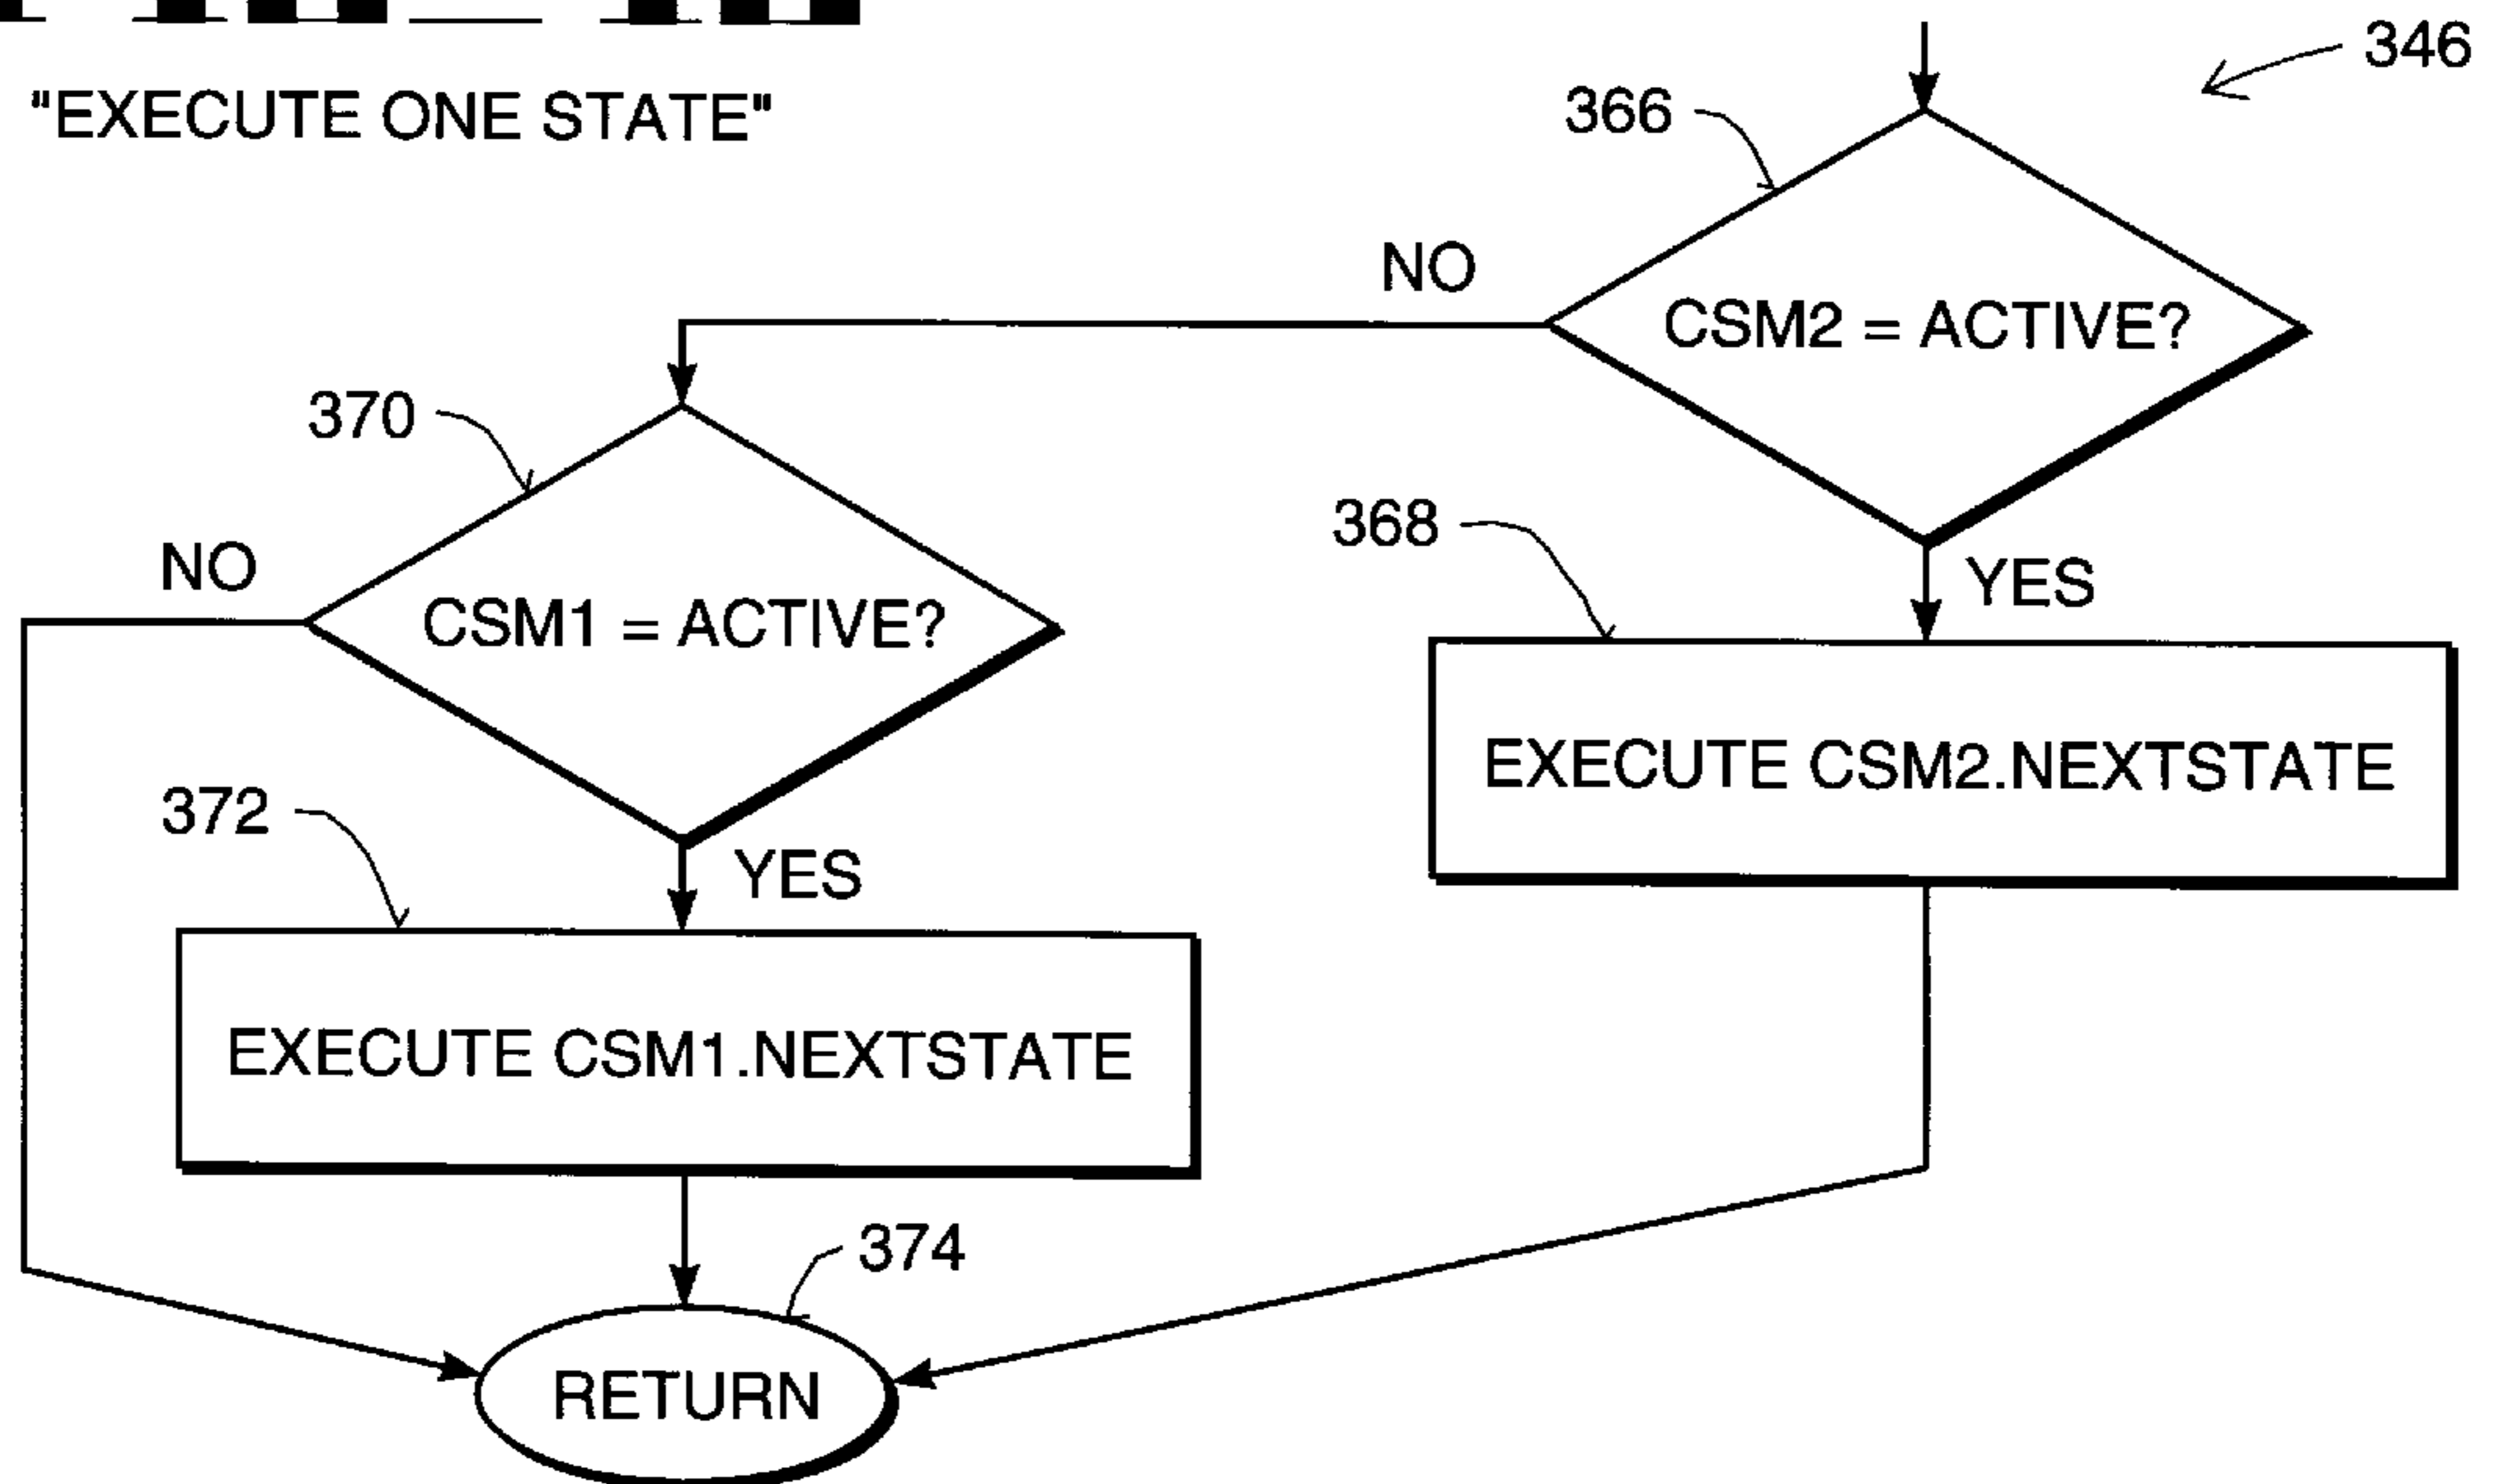 "EXECUTE ONE STATE"
346
366
NO
CSM2 = ACTIVE?
370
368
NO
YES
CSM1 = ACTIVE?
EXECUTE CSM2.NEXTSTATE
372
YES
EXECUTE CSM1.NEXTSTATE
374
RETURN